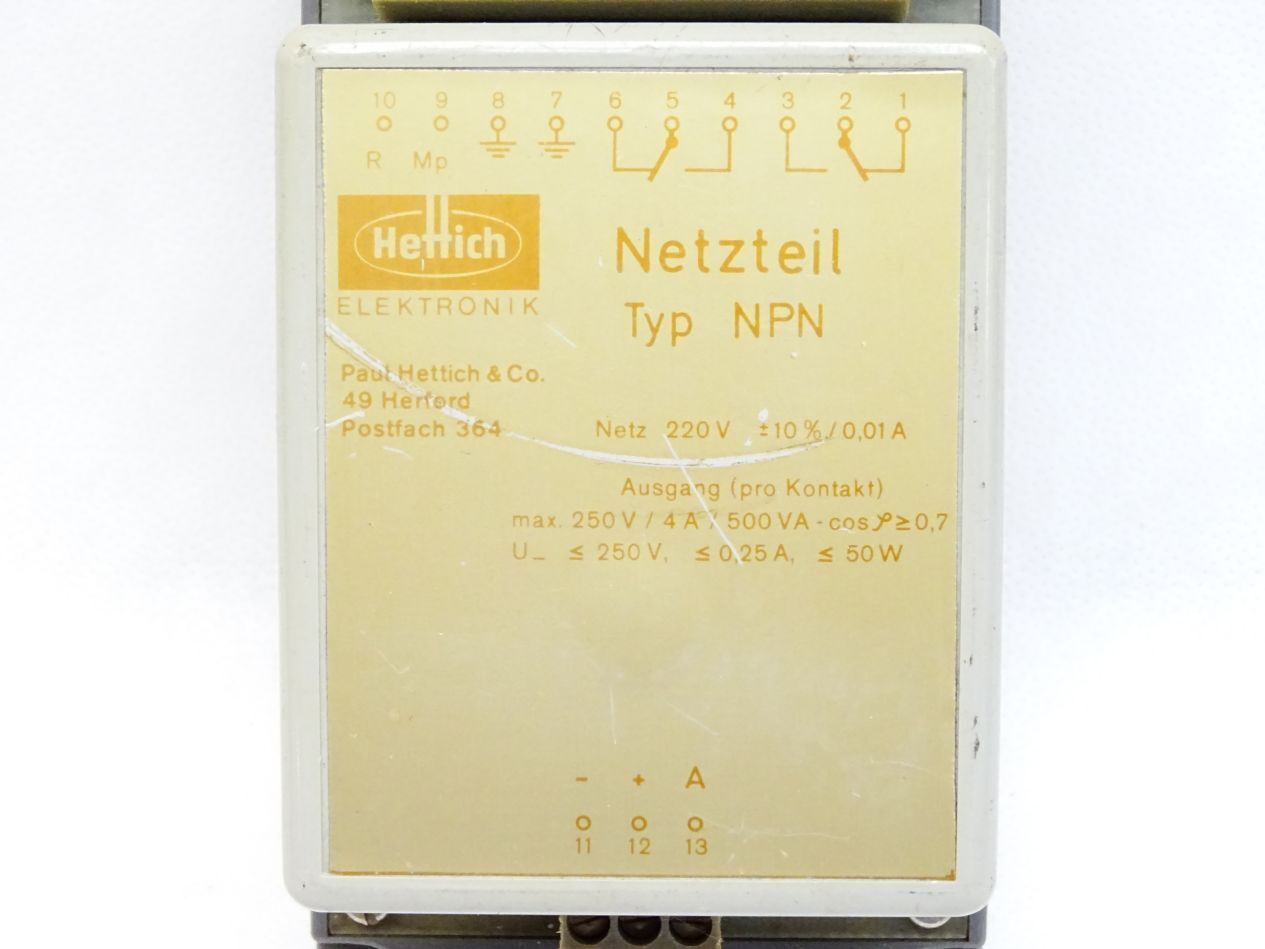 10 9 8 7 6 5 4 3 2 1
R Mp
Hettich
ELEKTRONIK
Netzteil
Typ NPN
Paul Hettich & Co.
49 Herford
Postfach 364
Netz 220 V ±10 % / 0,01 A
Ausgang (pro Kontakt)
max. 250 V / 4 A / 500 VA - cos φ ≥ 0,7
U_ ≤ 250 V, ≤ 0,25 A, ≤ 50 W
- + A
11 12 13